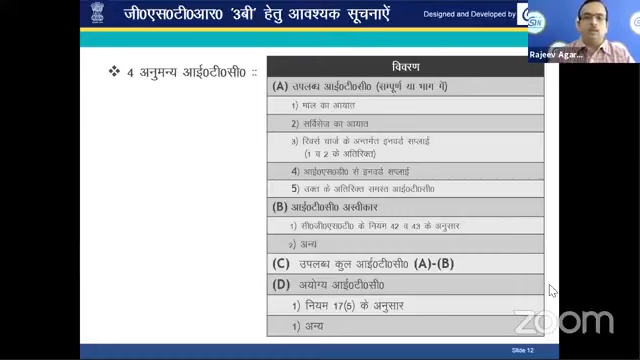 जी0एस0टी0आर0 '3बी' हेतु आवश्यक सूचनाऐं
Designed and Developed by
Rajeev Agar...
❖ 4 अनुमन्य आई0टी0सी0 ::
विवरण
(A) उपलब्ध आई0टी0सी0 (सम्पूर्ण या भाग में)
1) माल का आयात
2) सर्विसेज का आयात
3) रिवर्स चार्ज के अन्तर्गत इनवर्ड सप्लाई
(1 व 2 के अतिरिक्त)
4) आई0एस0डी0 से इनवर्ड सप्लाई
5) उक्त के अतिरिक्त समस्त आई0टी0सी0
(B) आई0टी0सी0 अस्वीकार
1) सी0जी0एस0टी0 के नियम 42 व 43 के अनुसार
2) अन्य
(C) उपलब्ध कुल आई0टी0सी0 (A)-(B)
(D) अयोग्य आई0टी0सी0
1) नियम 17(5) के अनुसार
1) अन्य
zoom
Slide 12